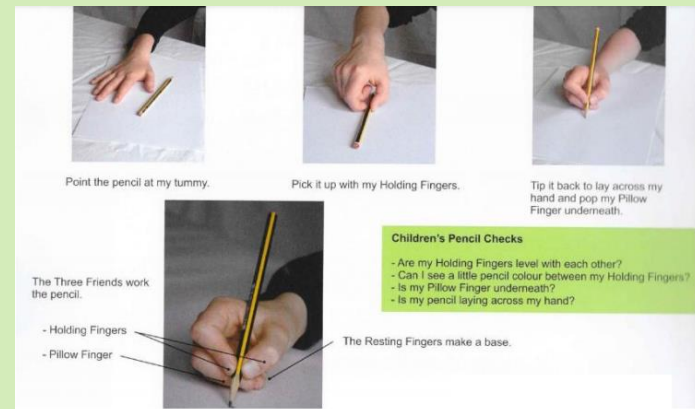 Point the pencil at my tummy.
Pick it up with my Holding Fingers.
Tip it back to lay across my
hand and pop my Pillow
Finger underneath.
Children's Pencil Checks
- Are my Holding Fingers level with each other?
- Can I see a little pencil colour between my Holding Fingers?
- Is my Pillow Finger underneath?
- Is my pencil laying across my hand?
The Three Friends work
the pencil.
- Holding Fingers
- Pillow Finger
The Resting Fingers make a base.